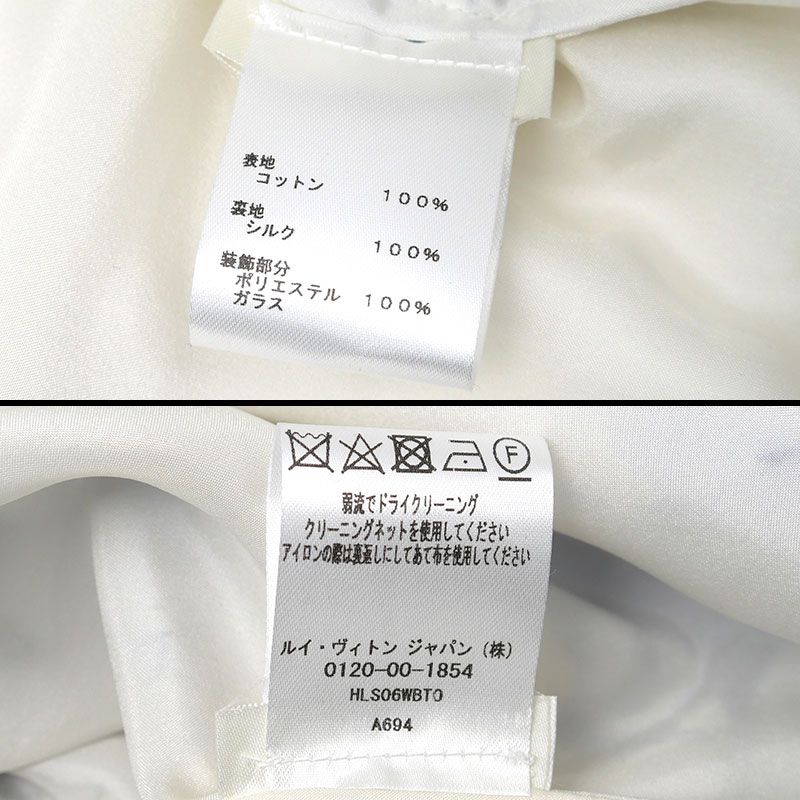 表地
コットン 100%
裏地
シルク 100%
装飾部分
ポリエステル 100%
ガラス
F
弱流でドライクリーニング
クリーニングネットを使用してください
アイロンの際は裏返しにしてあて布を使用してください
ルイ・ヴィトン ジャパン(株)
0120-00-1854
HLS06WBT0
A694